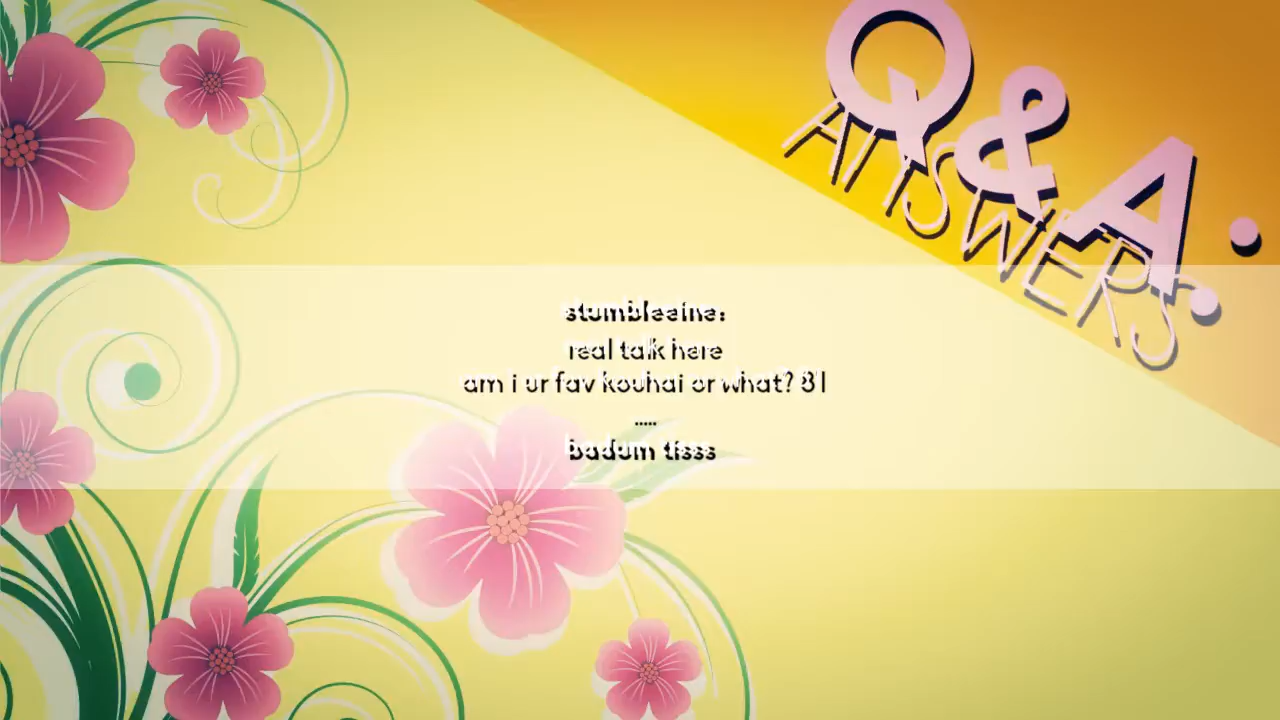 Q & A:
ANSWERS
stumbleeine:
real talk here
am i ur fav kouhai or what? 8'I
.....
badum tisss